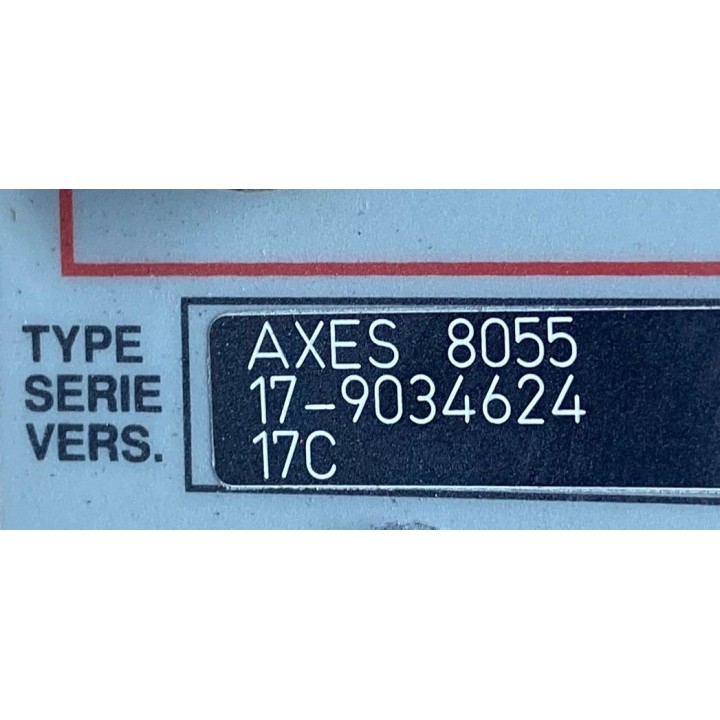 TYPE AXES 8055
SERIE 17-9034624
VERS. 17C